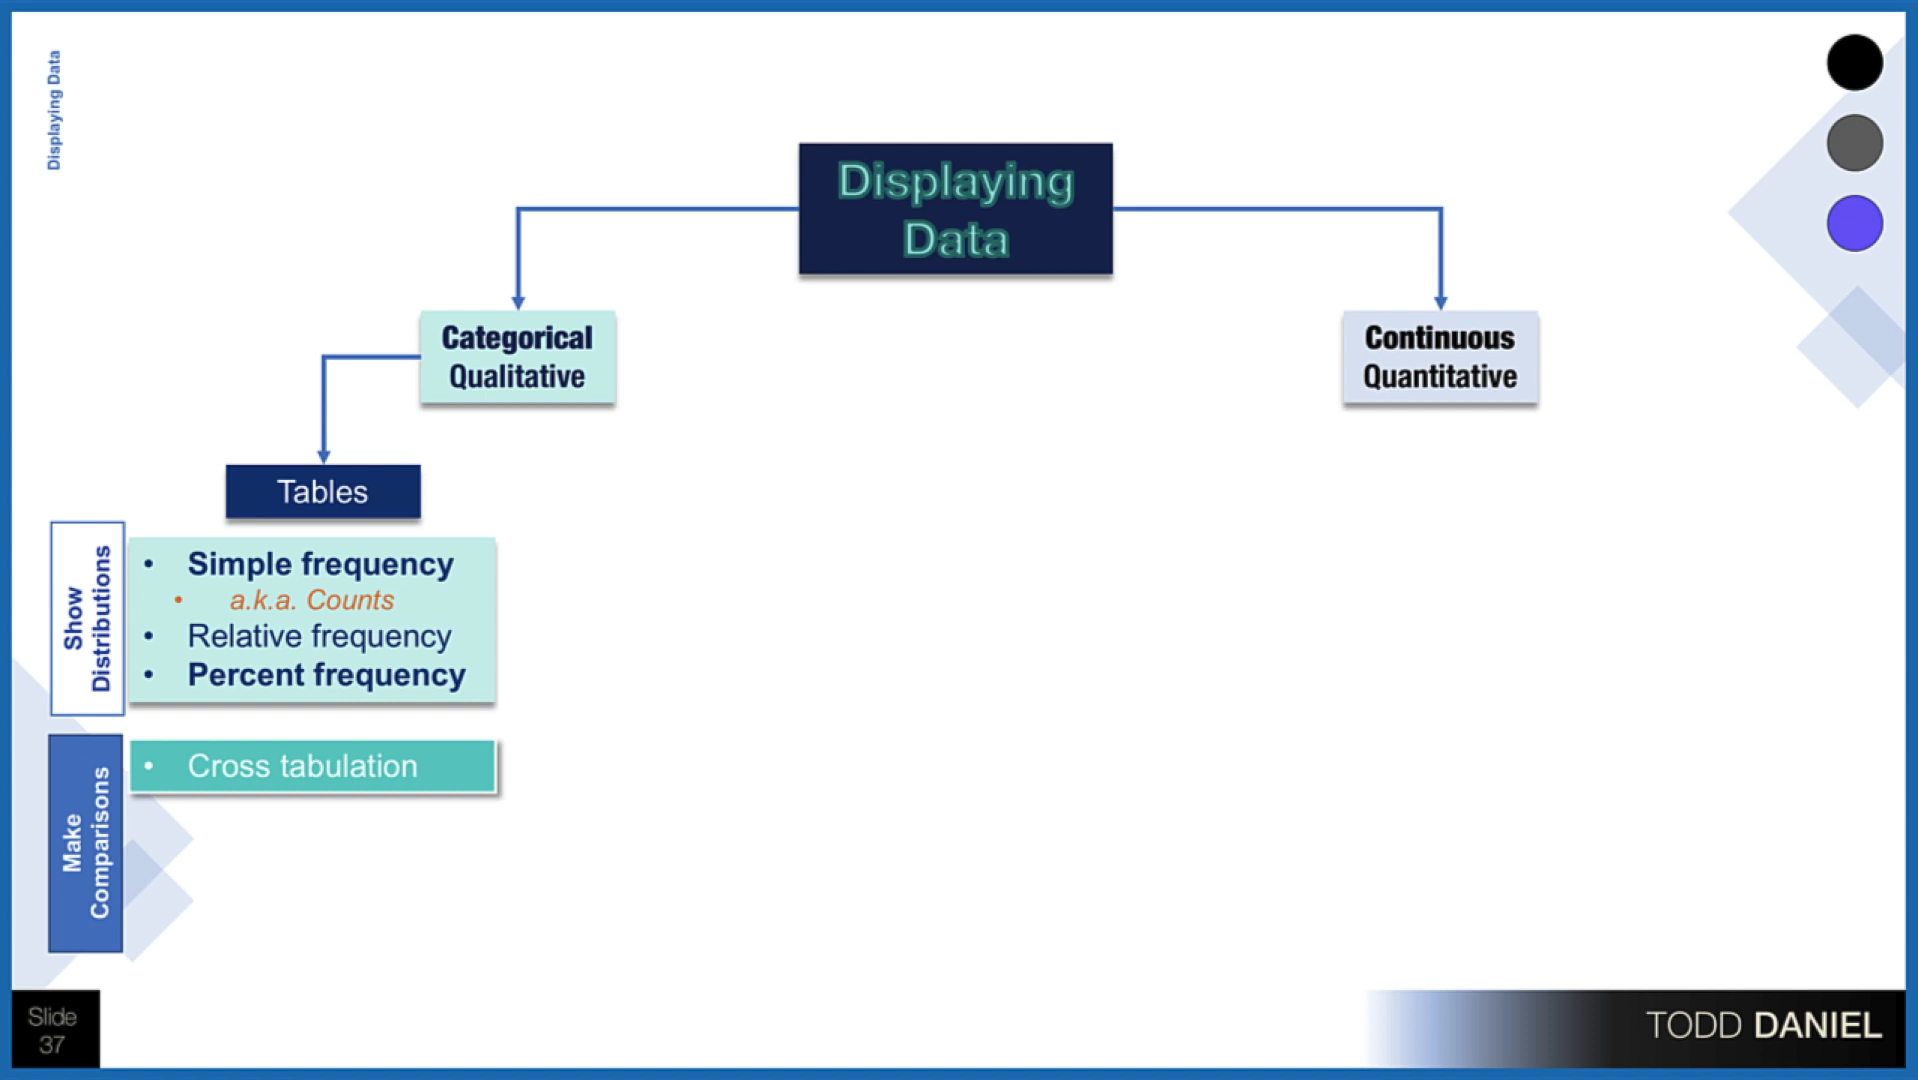 Displaying Data
Displaying
Data
Categorical
Qualitative
Continuous
Quantitative
Tables
Show
Distributions
• Simple frequency
• a.k.a. Counts
• Relative frequency
• Percent frequency
Make
Comparisons
• Cross tabulation
Slide
37
TODD DANIEL